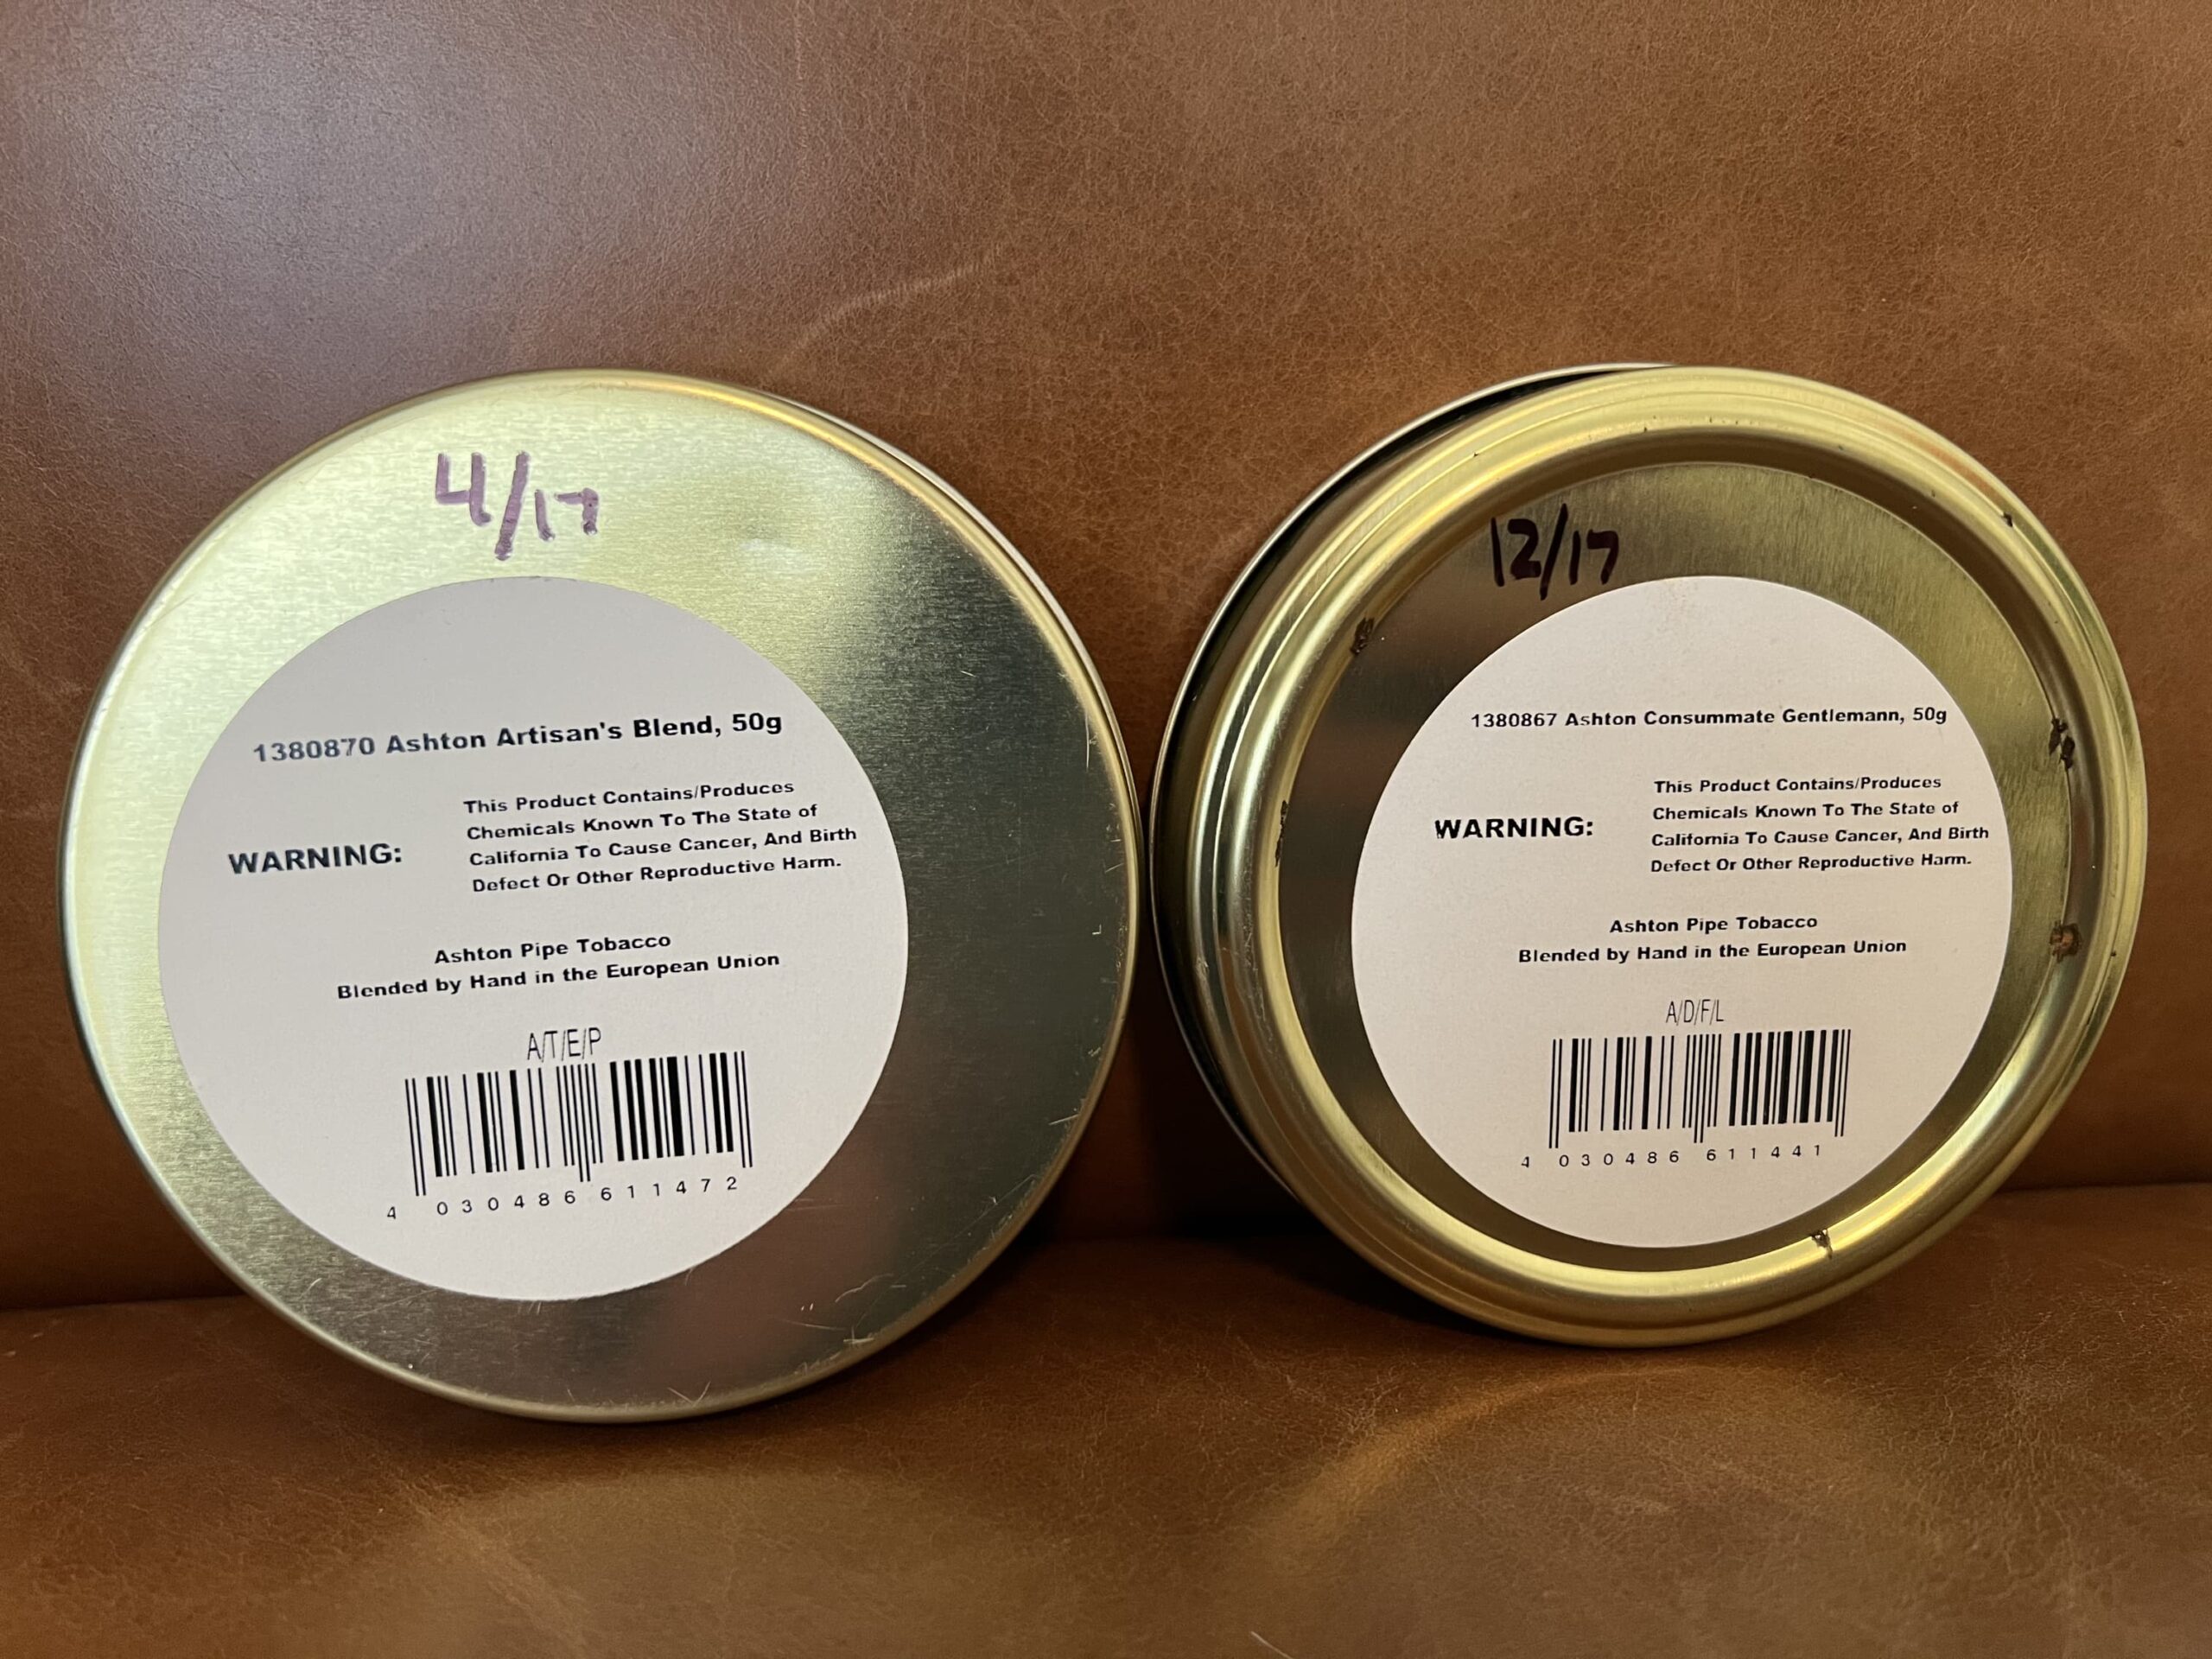 4/17
1380870 Ashton Artisan's Blend, 50g
WARNING:
This Product Contains/Produces
Chemicals Known To The State of
California To Cause Cancer, And Birth
Defect Or Other Reproductive Harm.
Ashton Pipe Tobacco
Blended by Hand in the European Union
A/T/E/P
4 030486 611472
12/17
1380867 Ashton Consummate Gentlemann, 50g
WARNING:
This Product Contains/Produces
Chemicals Known To The State of
California To Cause Cancer, And Birth
Defect Or Other Reproductive Harm.
Ashton Pipe Tobacco
Blended by Hand in the European Union
A/D/F/L
4 030486 611441